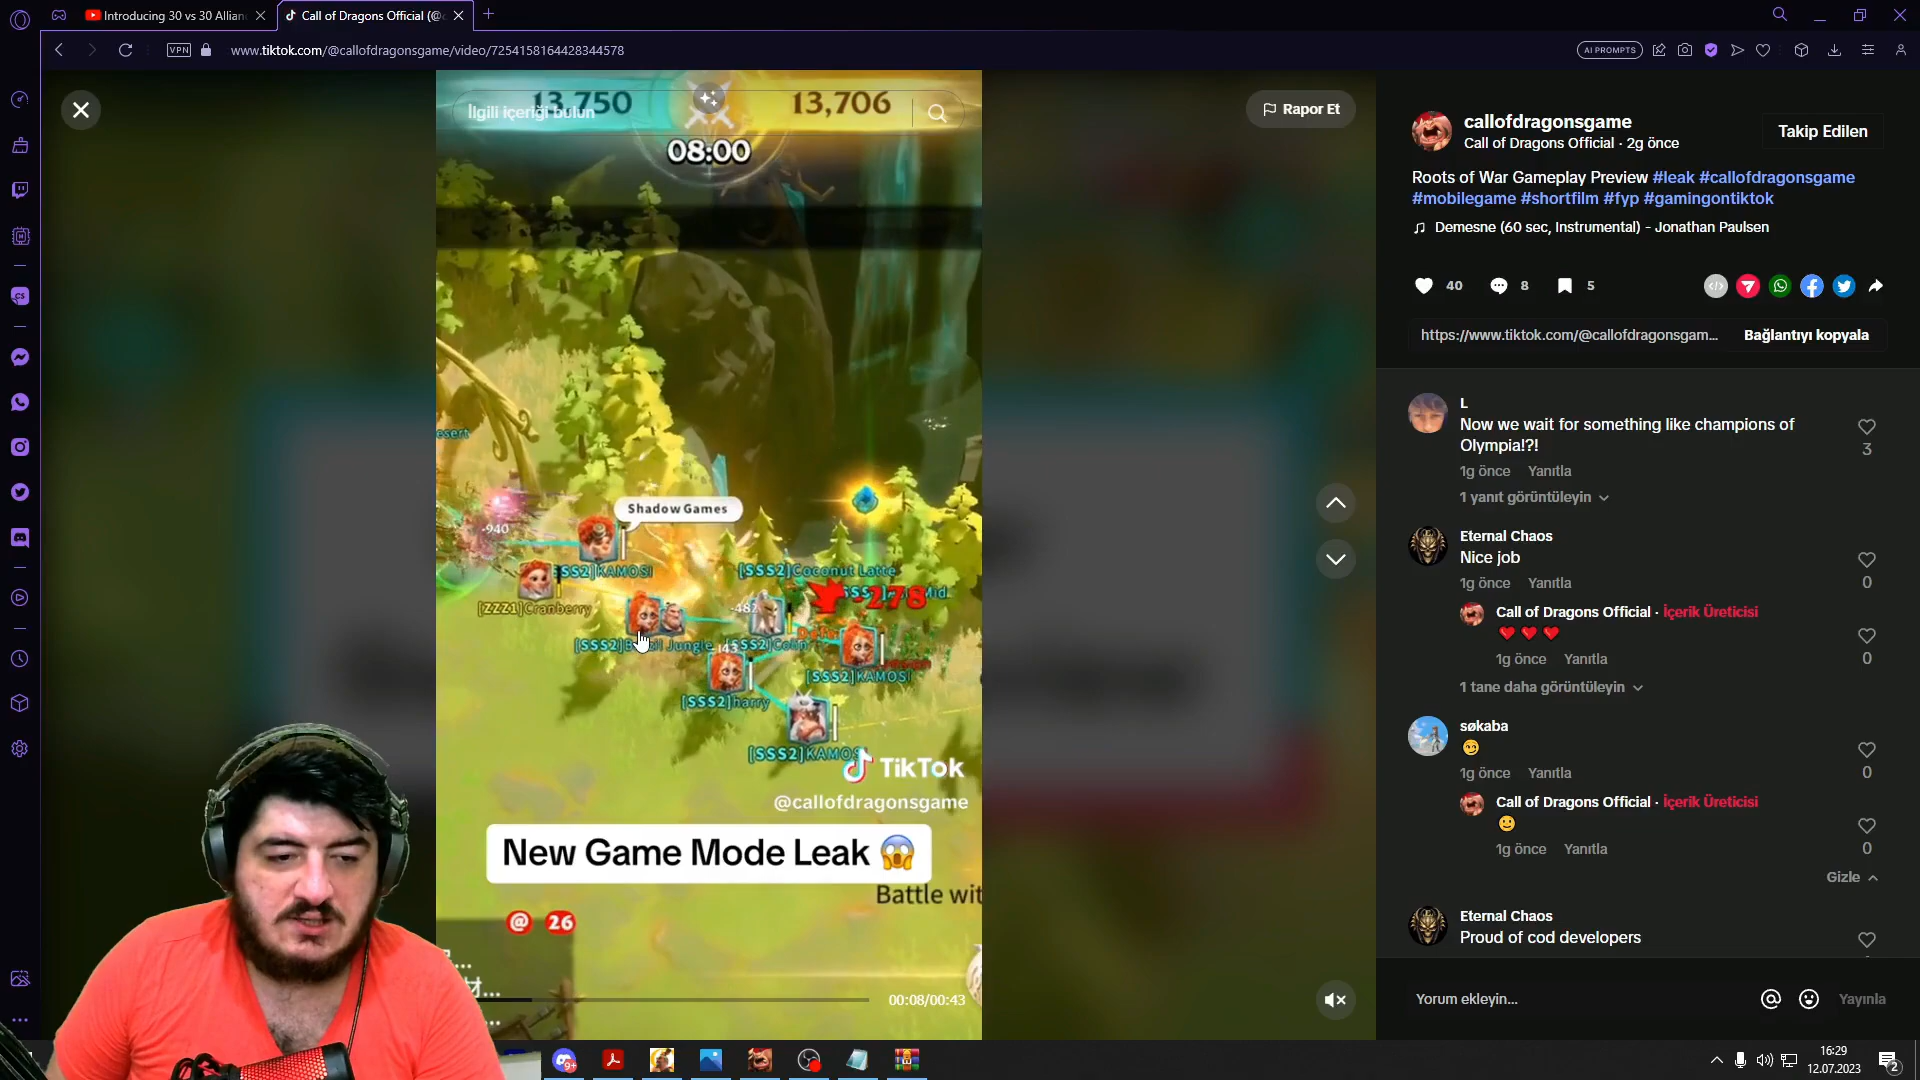 Introducing 30 vs 30 Allian
Call of Dragons Official (@c
VPN
www.tiktok.com/@callofdragonsgame/video/7254158164428344578
AI PROMPTS
13,750
13,706
İlgili içeriği bulun
08:00
Rapor Et
Shadow Games
-940
[SSS2]KAMOSI
[SSS2]Coconut Latte
[ZZZ1]Cranberry
-482
-278
[SSS2]Colin
[SSS2]KAMOSI
[SSS2]harry
[SSS2]KAMOS
TikTok
@callofdragonsgame
New Game Mode Leak 😱
Battle wit
@ 26
00:08/00:43
callofdragonsgame
Call of Dragons Official · 2g önce
Takip Edilen
Roots of War Gameplay Preview #leak #callofdragonsgame
#mobilegame #shortfilm #fyp #gamingontiktok
Demesne (60 sec, Instrumental) - Jonathan Paulsen
40
8
5
https://www.tiktok.com/@callofdragonsgam...
Bağlantıyı kopyala
L
Now we wait for something like champions of
Olympia!?!
3
1g önce Yanıtla
1 yanıt görüntüleyin
Eternal Chaos
Nice job
0
1g önce Yanıtla
Call of Dragons Official · İçerik Üreticisi
❤️ ❤️ ❤️
0
1g önce Yanıtla
1 tane daha görüntüleyin
søkaba
😏
0
1g önce Yanıtla
Call of Dragons Official · İçerik Üreticisi
🙂
0
1g önce Yanıtla
Gizle
Eternal Chaos
Proud of cod developers
Yorum ekleyin...
Yayınla
9+
16:29
12.07.2023
2